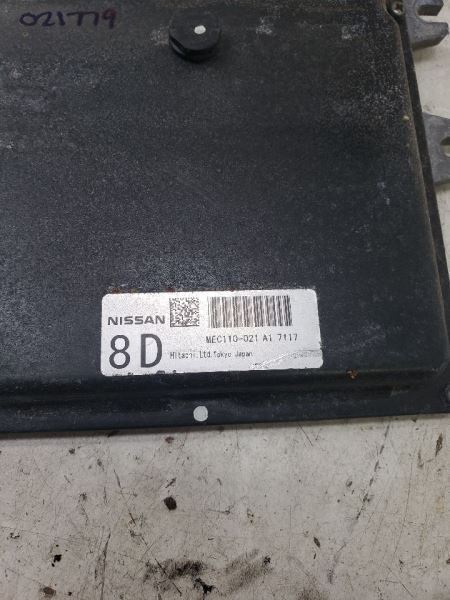 021779
NISSAN
MEC110-021 A1 7117
8D
Hitachi.Ltd.Tokyo Japan